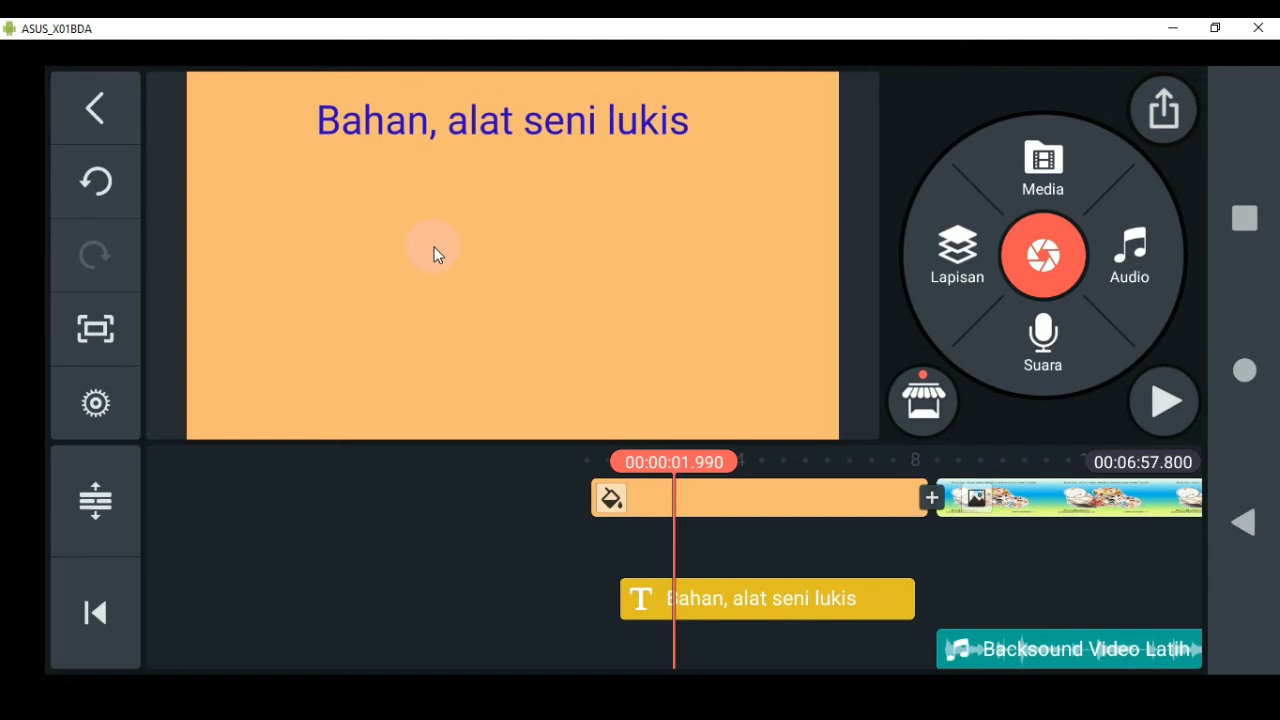 ASUS_X01BDA
Bahan, alat seni lukis
Media
Lapisan
Audio
Suara
00:00:01.990
4
8
00:06:57.800
Bahan, alat seni lukis
Backsound Video Latih